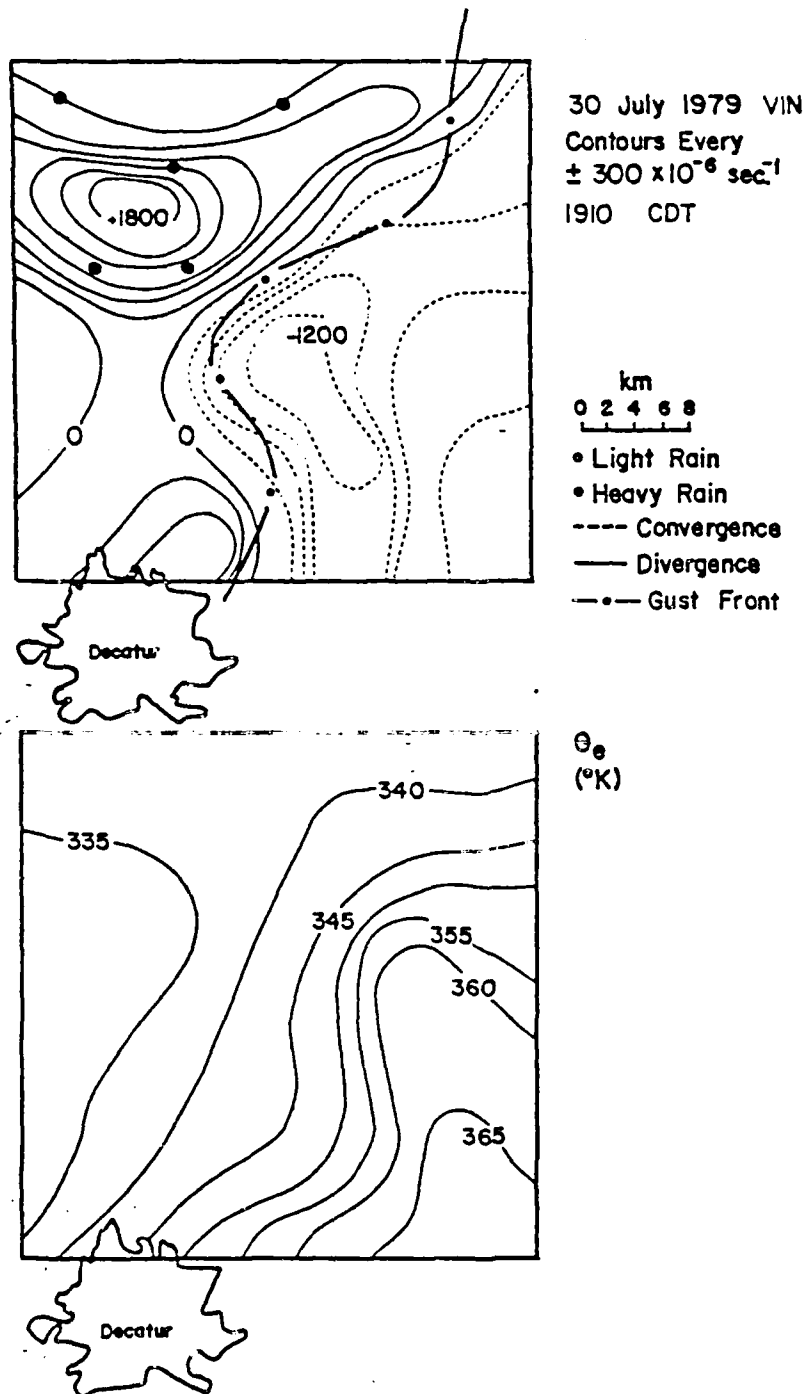 30 July 1979 VIN
Contours Every
± 300 x 10⁻⁶ sec.⁻¹
1910 CDT
+1800
-1200
km
0 2 4 6 8
• Light Rain
• Heavy Rain
---- Convergence
—— Divergence
—•— Gust Front
0 0
Decatur
Θe
(°K)
340
335
345
355
360
365
Decatur